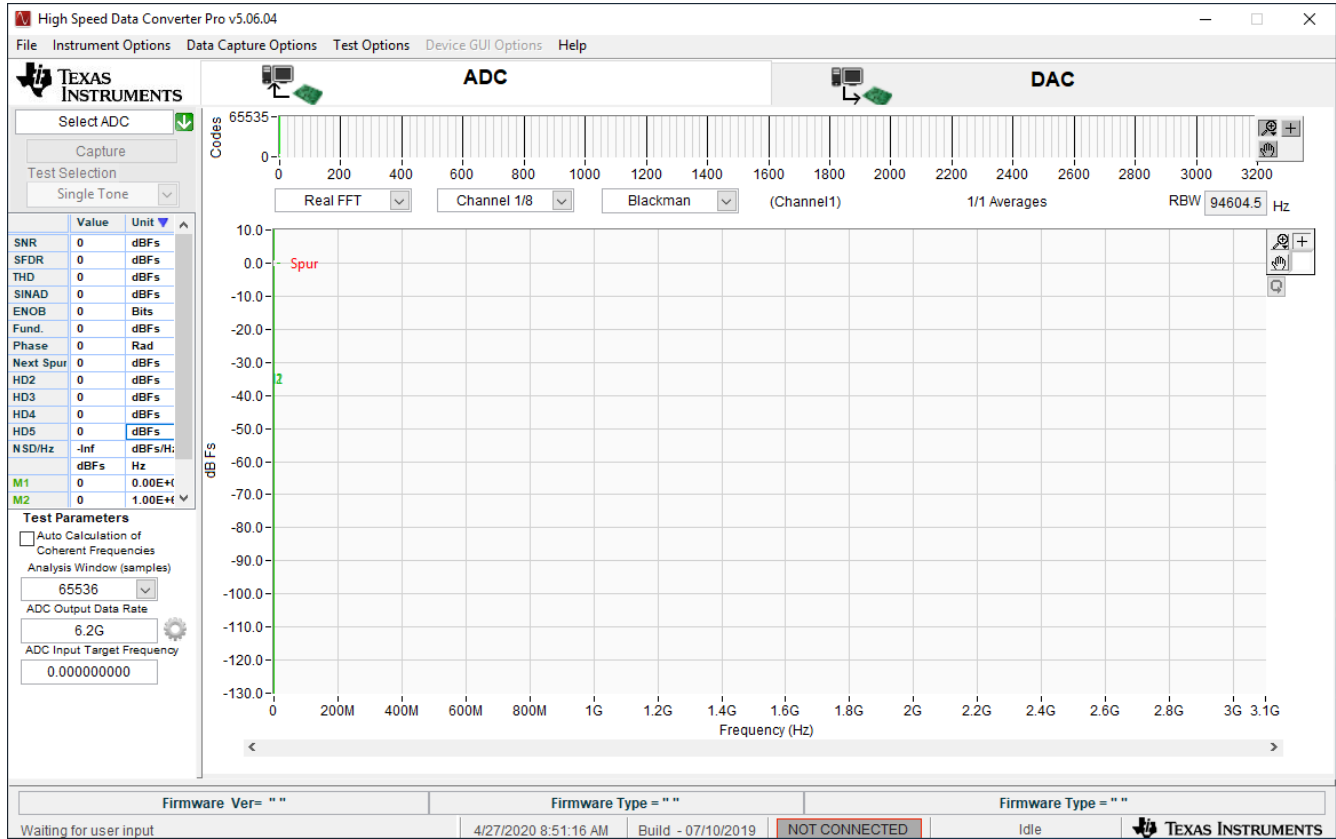 High Speed Data Converter Pro v5.06.04
File Instrument Options Data Capture Options Test Options Device GUI Options Help
TEXAS INSTRUMENTS
ADC
DAC
Select ADC
Capture
Test Selection
Single Tone
Codes
65535
0
0 200 400 600 800 1000 1200 1400 1600 1800 2000 2200 2400 2600 2800 3000 3200
Real FFT Channel 1/8 Blackman (Channel1) 1/1 Averages RBW 94604.5 Hz
Value Unit
SNR 0 dBFs
SFDR 0 dBFs
THD 0 dBFs
SINAD 0 dBFs
ENOB 0 Bits
Fund. 0 dBFs
Phase 0 Rad
Next Spur 0 dBFs
HD2 0 dBFs
HD3 0 dBFs
HD4 0 dBFs
HD5 0 dBFs
NSD/Hz -Inf
dBFs Hz
M1 0
M2 0
Test Parameters
Auto Calculation of
Coherent Frequencies
Analysis Window (samples)
65536
ADC Output Data Rate
6.2G
ADC Input Target Frequency
0.000000000
dB Fs
10.0
0.0
Spur
-10.0
-20.0
-30.0
2
-40.0
-50.0
-60.0
-70.0
-80.0
-90.0
-100.0
-110.0
-120.0
-130.0
0 200M 400M 600M 800M 1G 1.2G 1.4G 1.6G 1.8G 2G 2.2G 2.4G 2.6G 2.8G 3G 3.1G
Frequency (Hz)
Firmware Ver= " " Firmware Type = " " Firmware Type = " "
Waiting for user input 4/27/2020 8:51:16 AM Build - 07/10/2019 NOT CONNECTED Idle TEXAS INSTRUMENTS